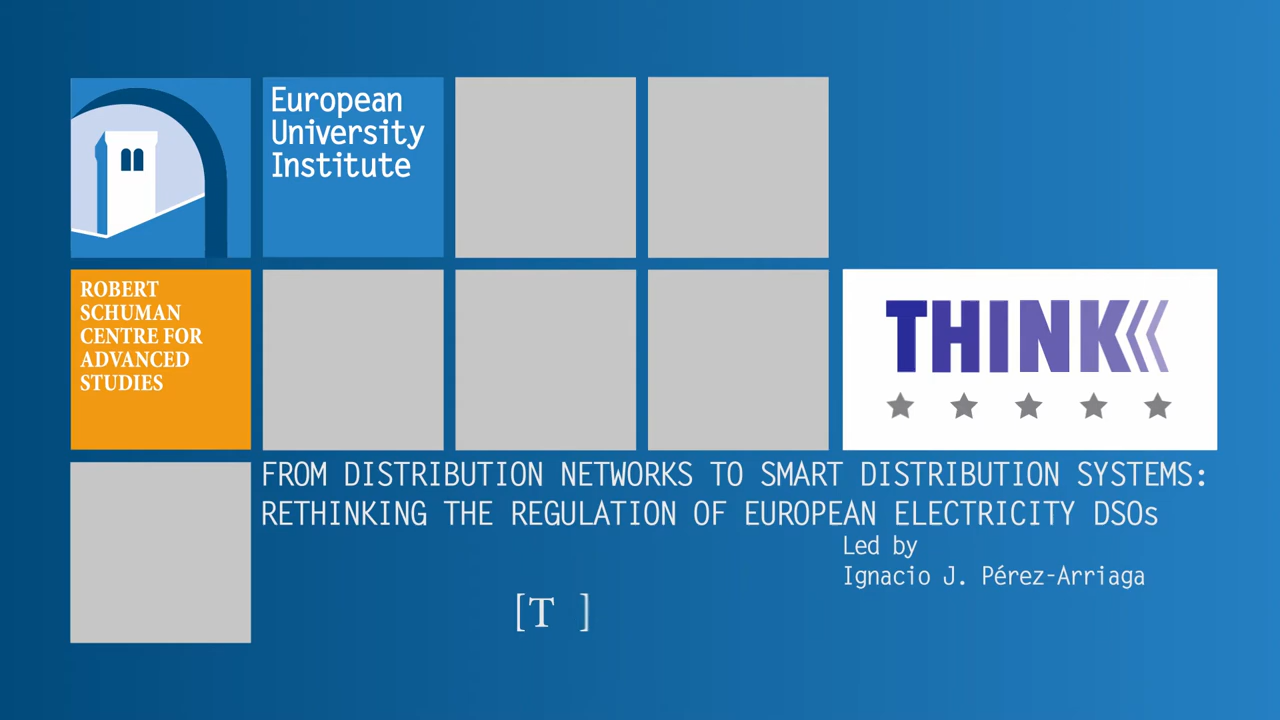 European
University
Institute
ROBERT
SCHUMAN
CENTRE FOR
ADVANCED
STUDIES
THINK
FROM DISTRIBUTION NETWORKS TO SMART DISTRIBUTION SYSTEMS:
RETHINKING THE REGULATION OF EUROPEAN ELECTRICITY DSOs
Led by
Ignacio J. Pérez-Arriaga
[T ]